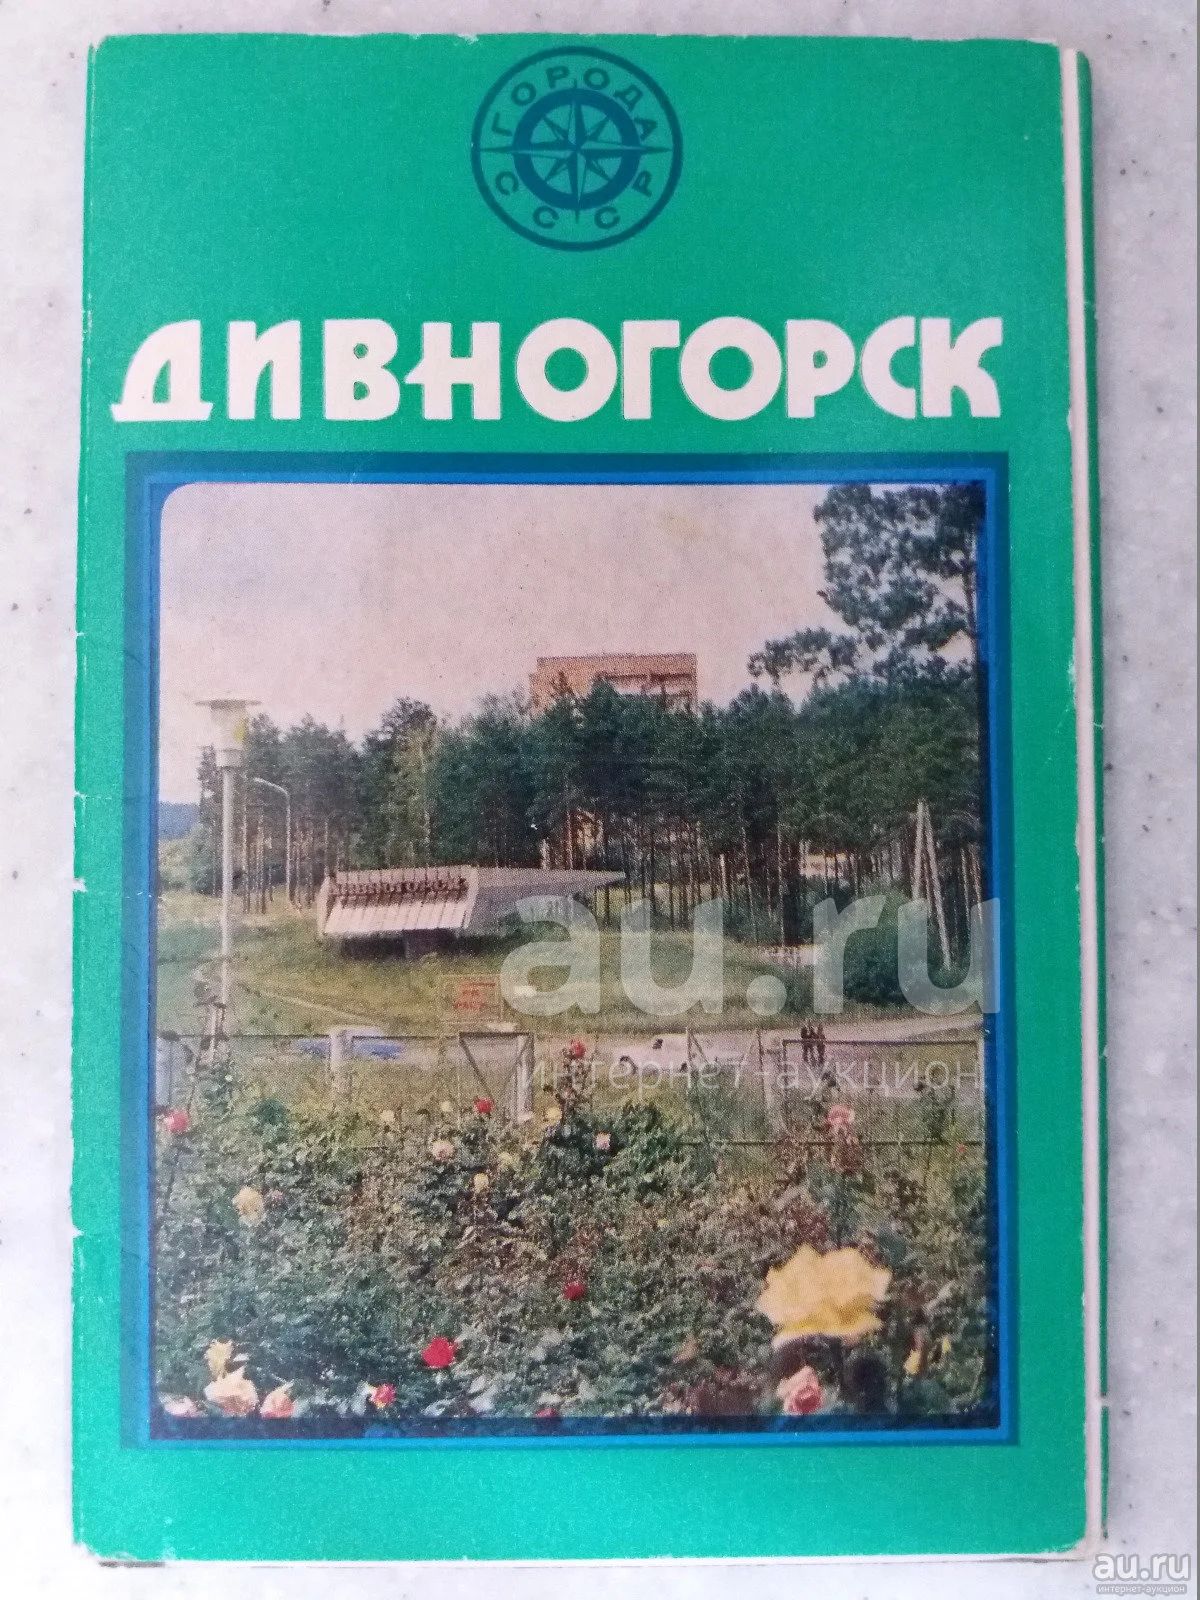 ГОРОДА
СССР
ДИВНОГОРСК
au.ru
интернет-аукцион
au.ru
интернет-аукцион